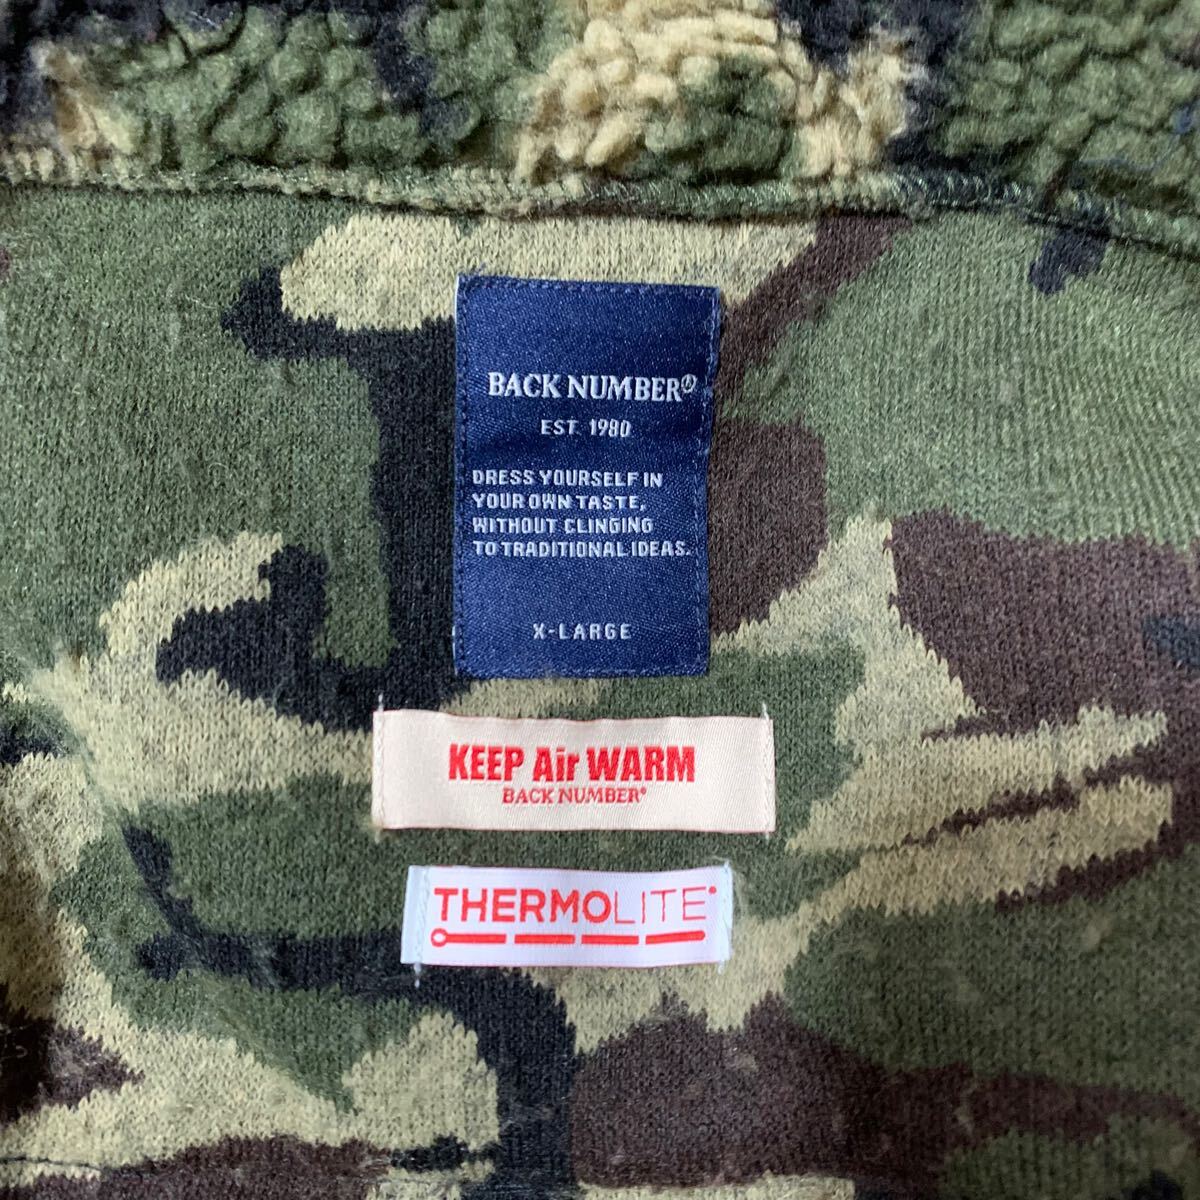 BACK NUMBER®
EST. 1980
DRESS YOURSELF IN
YOUR OWN TASTE,
WITHOUT CLINGING
TO TRADITIONAL IDEAS.
X-LARGE
KEEP Air WARM
BACK NUMBER®
THERMOLITE®